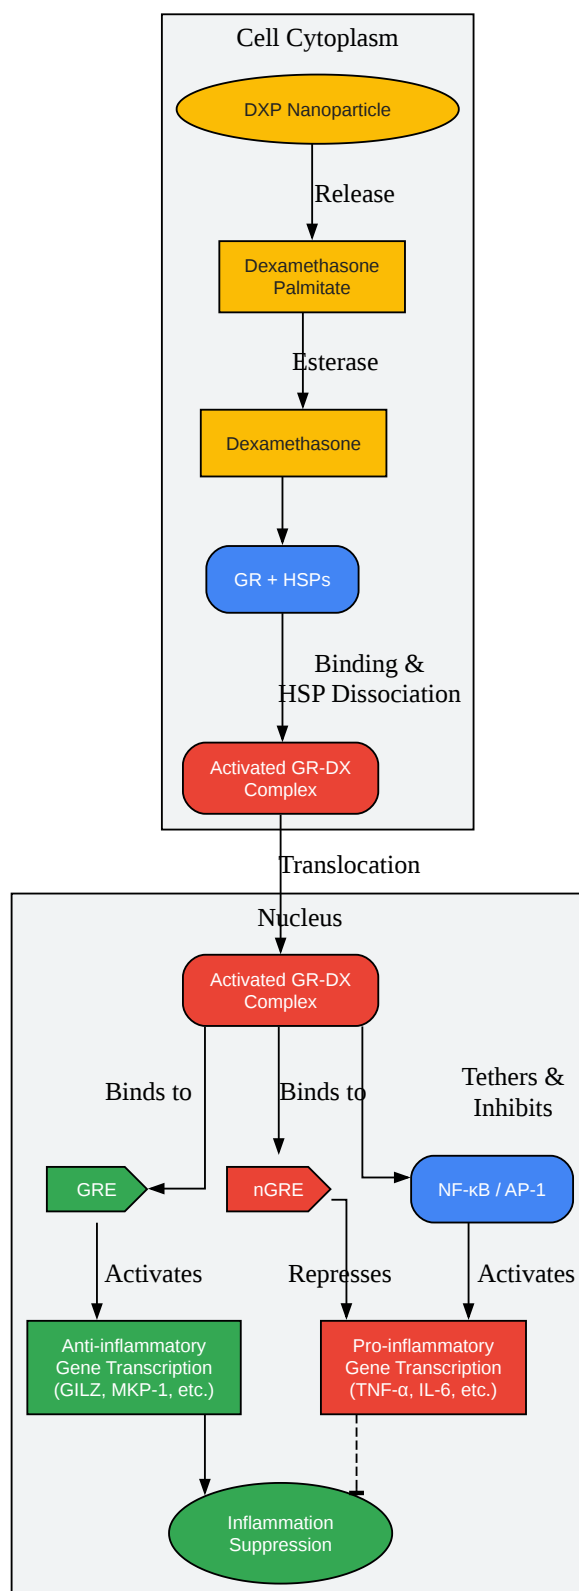 Cell Cytoplasm
DXP Nanoparticle
Release
Dexamethasone
Palmitate
Esterase
Dexamethasone
GR + HSPs
Binding &
HSP Dissociation
Activated GR-DX
Complex
Translocation
Nucleus
Activated GR-DX
Complex
Binds to
Binds to
Tethers &
Inhibits
GRE
nGRE
NF-κB / AP-1
Activates
Represses
Activates
Anti-inflammatory
Gene Transcription
(GILZ, MKP-1, etc.)
Pro-inflammatory
Gene Transcription
(TNF-α, IL-6, etc.)
Inflammation
Suppression